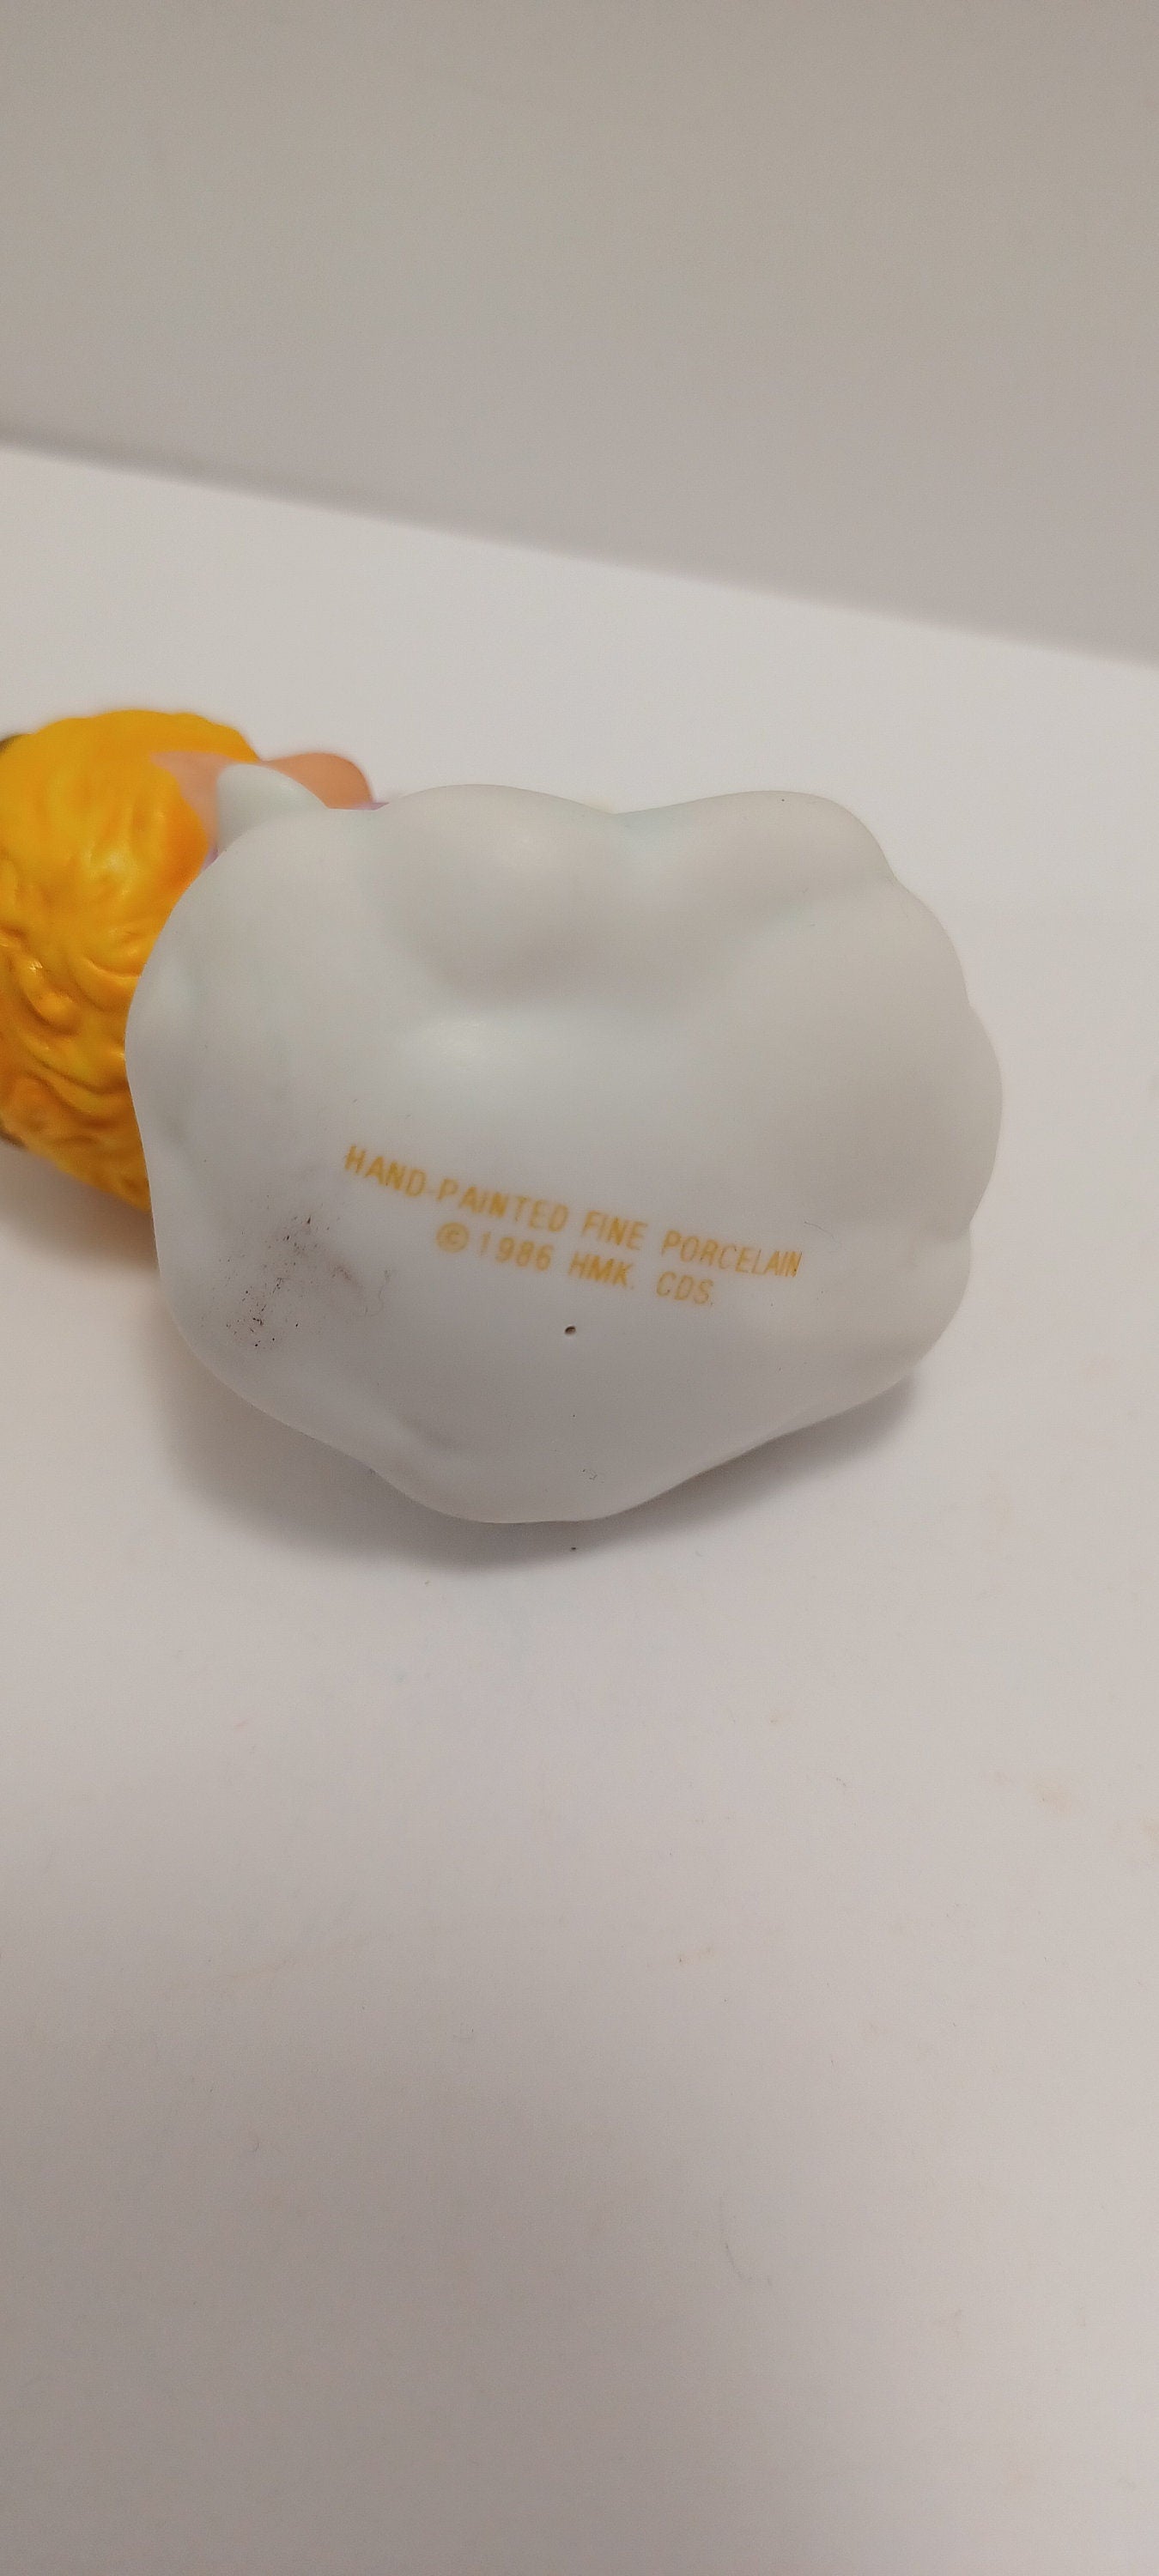 HAND-PAINTED FINE PORCELAIN
© 1986 HMK. CDS.